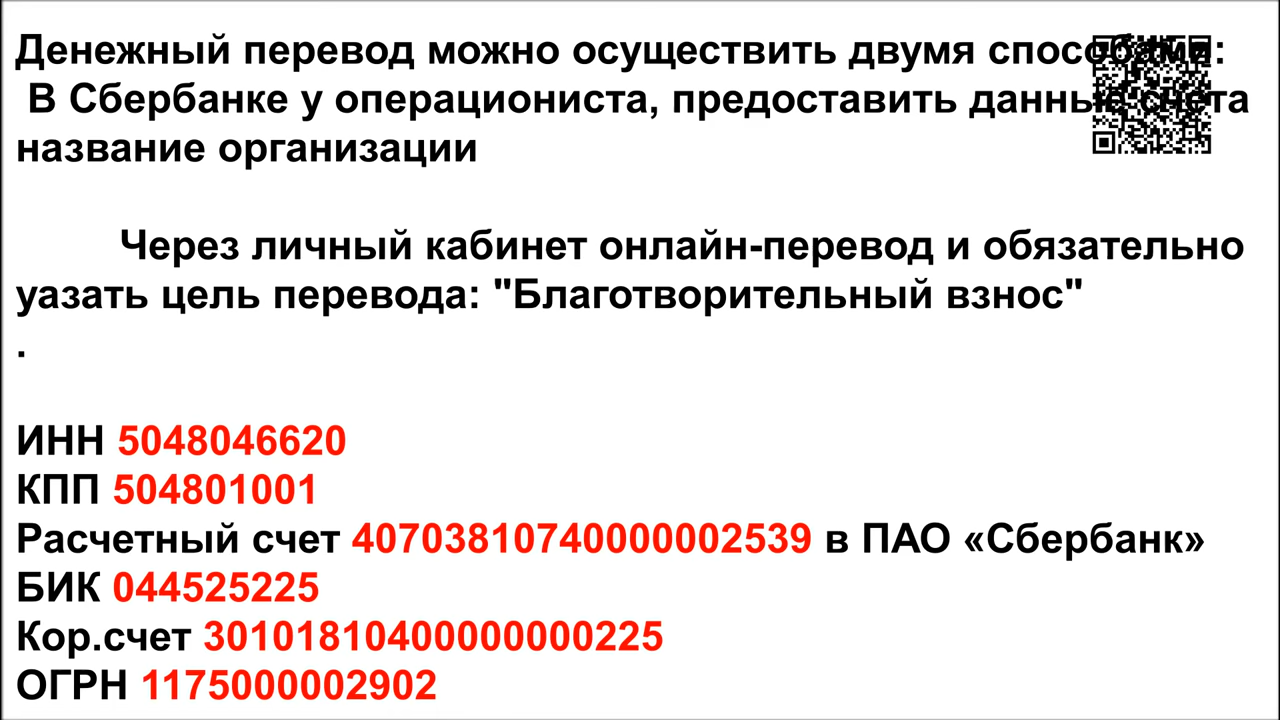 Денежный перевод можно осуществить двумя способами:
В Сбербанке у операциониста, предоставить данные счета
название организации
Через личный кабинет онлайн-перевод и обязательно
уазать цель перевода: "Благотворительный взнос"
.
ИНН 5048046620
КПП 504801001
Расчетный счет 40703810740000002539 в ПАО «Сбербанк»
БИК 044525225
Кор.счет 30101810400000000225
ОГРН 1175000002902